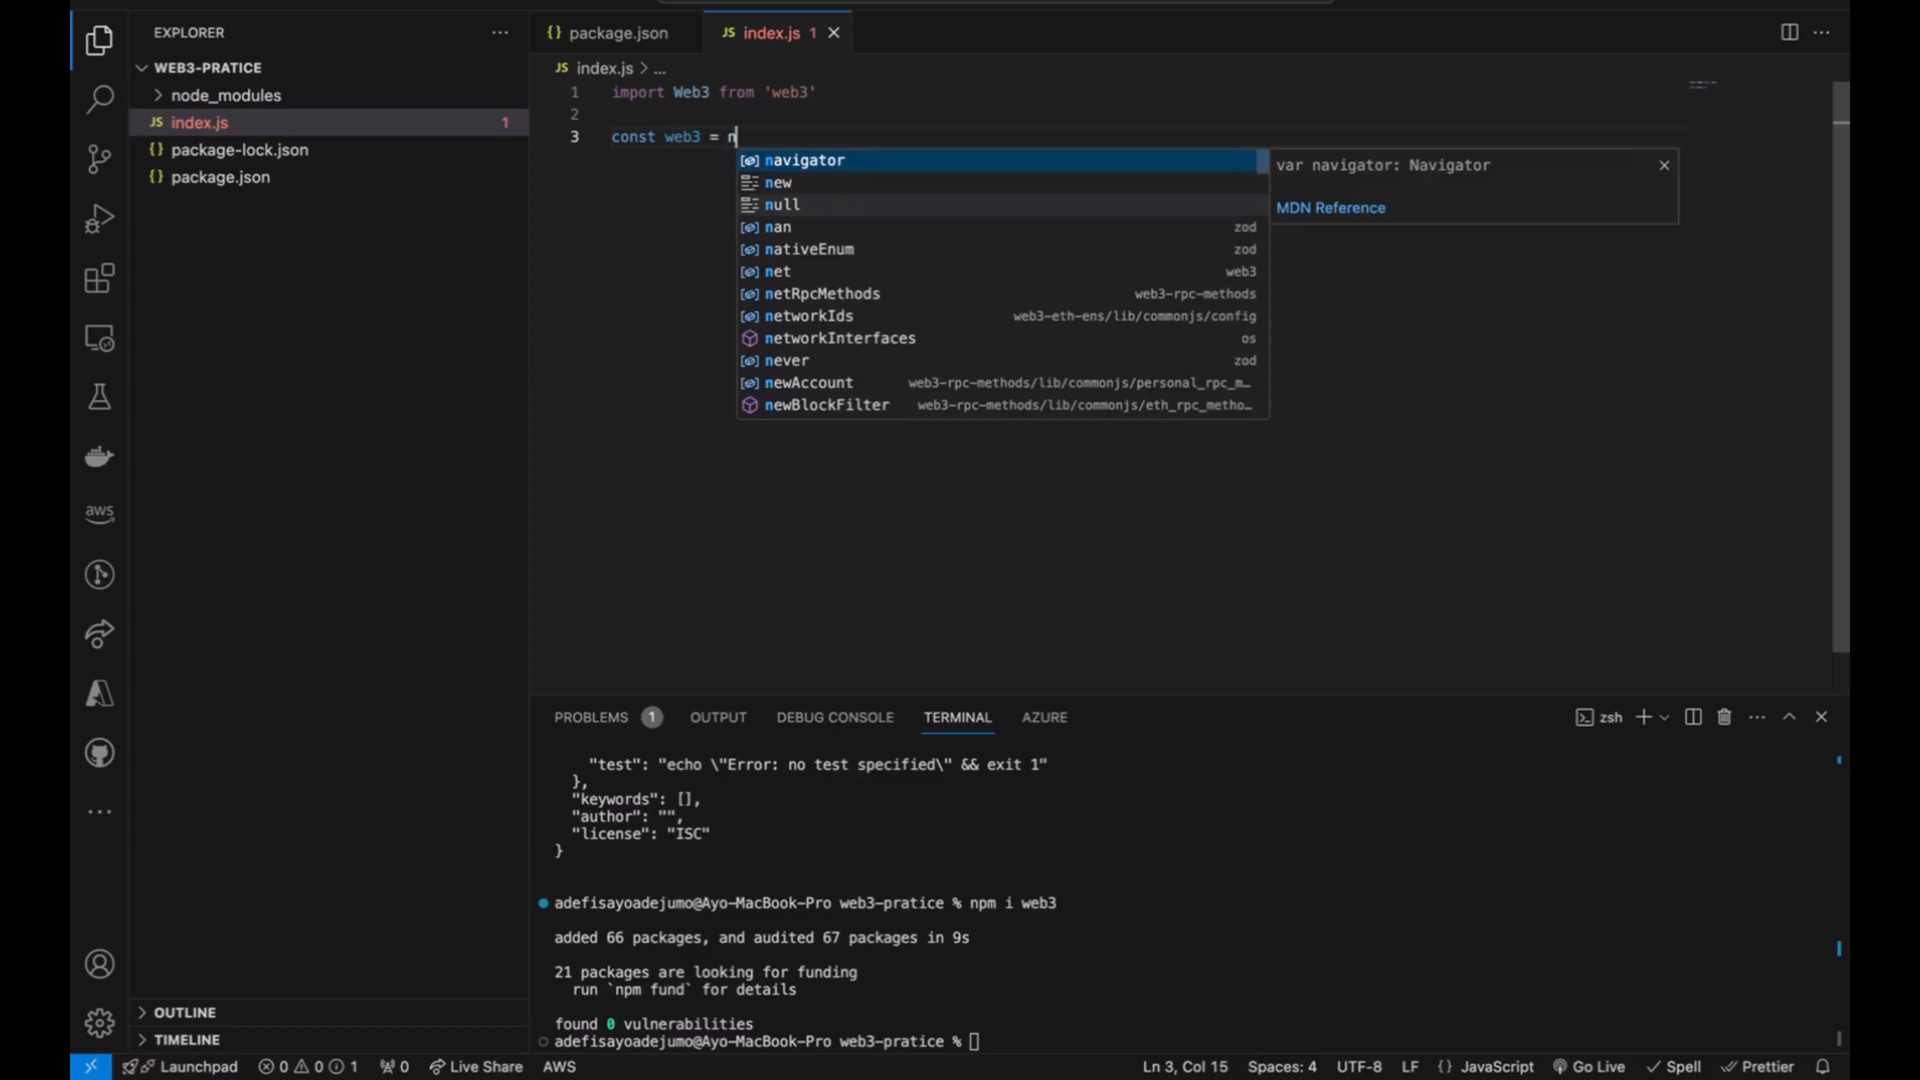 EXPLORER
WEB3-PRATICE
node_modules
JS index.js 1
{} package-lock.json
{} package.json
OUTLINE
TIMELINE
aws
{} package.json
JS index.js 1
JS index.js > ...
1 import Web3 from 'web3'
2
3 const web3 = n
navigator
new
null
nan zod
nativeEnum zod
net web3
netRpcMethods web3-rpc-methods
networkIds web3-eth-ens/lib/commonjs/config
networkInterfaces os
never zod
newAccount web3-rpc-methods/lib/commonjs/personal_rpc_m…
newBlockFilter web3-rpc-methods/lib/commonjs/eth_rpc_metho…
var navigator: Navigator
MDN Reference
PROBLEMS 1 OUTPUT DEBUG CONSOLE TERMINAL AZURE
zsh
"test": "echo \"Error: no test specified\" && exit 1"
},
"keywords": [],
"author": "",
"license": "ISC"
}
adefisayoadejumo@Ayo-MacBook-Pro web3-pratice % npm i web3
added 66 packages, and audited 67 packages in 9s
21 packages are looking for funding
run `npm fund` for details
found 0 vulnerabilities
adefisayoadejumo@Ayo-MacBook-Pro web3-pratice %
Launchpad 0 0 1 0 Live Share AWS Ln 3, Col 15 Spaces: 4 UTF-8 LF {} JavaScript Go Live Spell Prettier